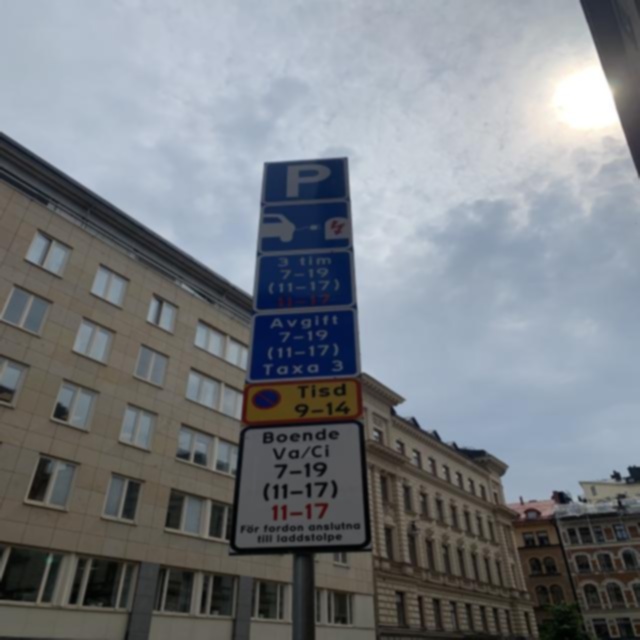 P
3 tim
7-19
(11-17)
11-17
Avgift
7-19
(11-17)
Taxa
Tisd
9-14
Boende
Va/Ci
7-19
(11-17)
11-17
För fordon anslutna
till laddstolpe